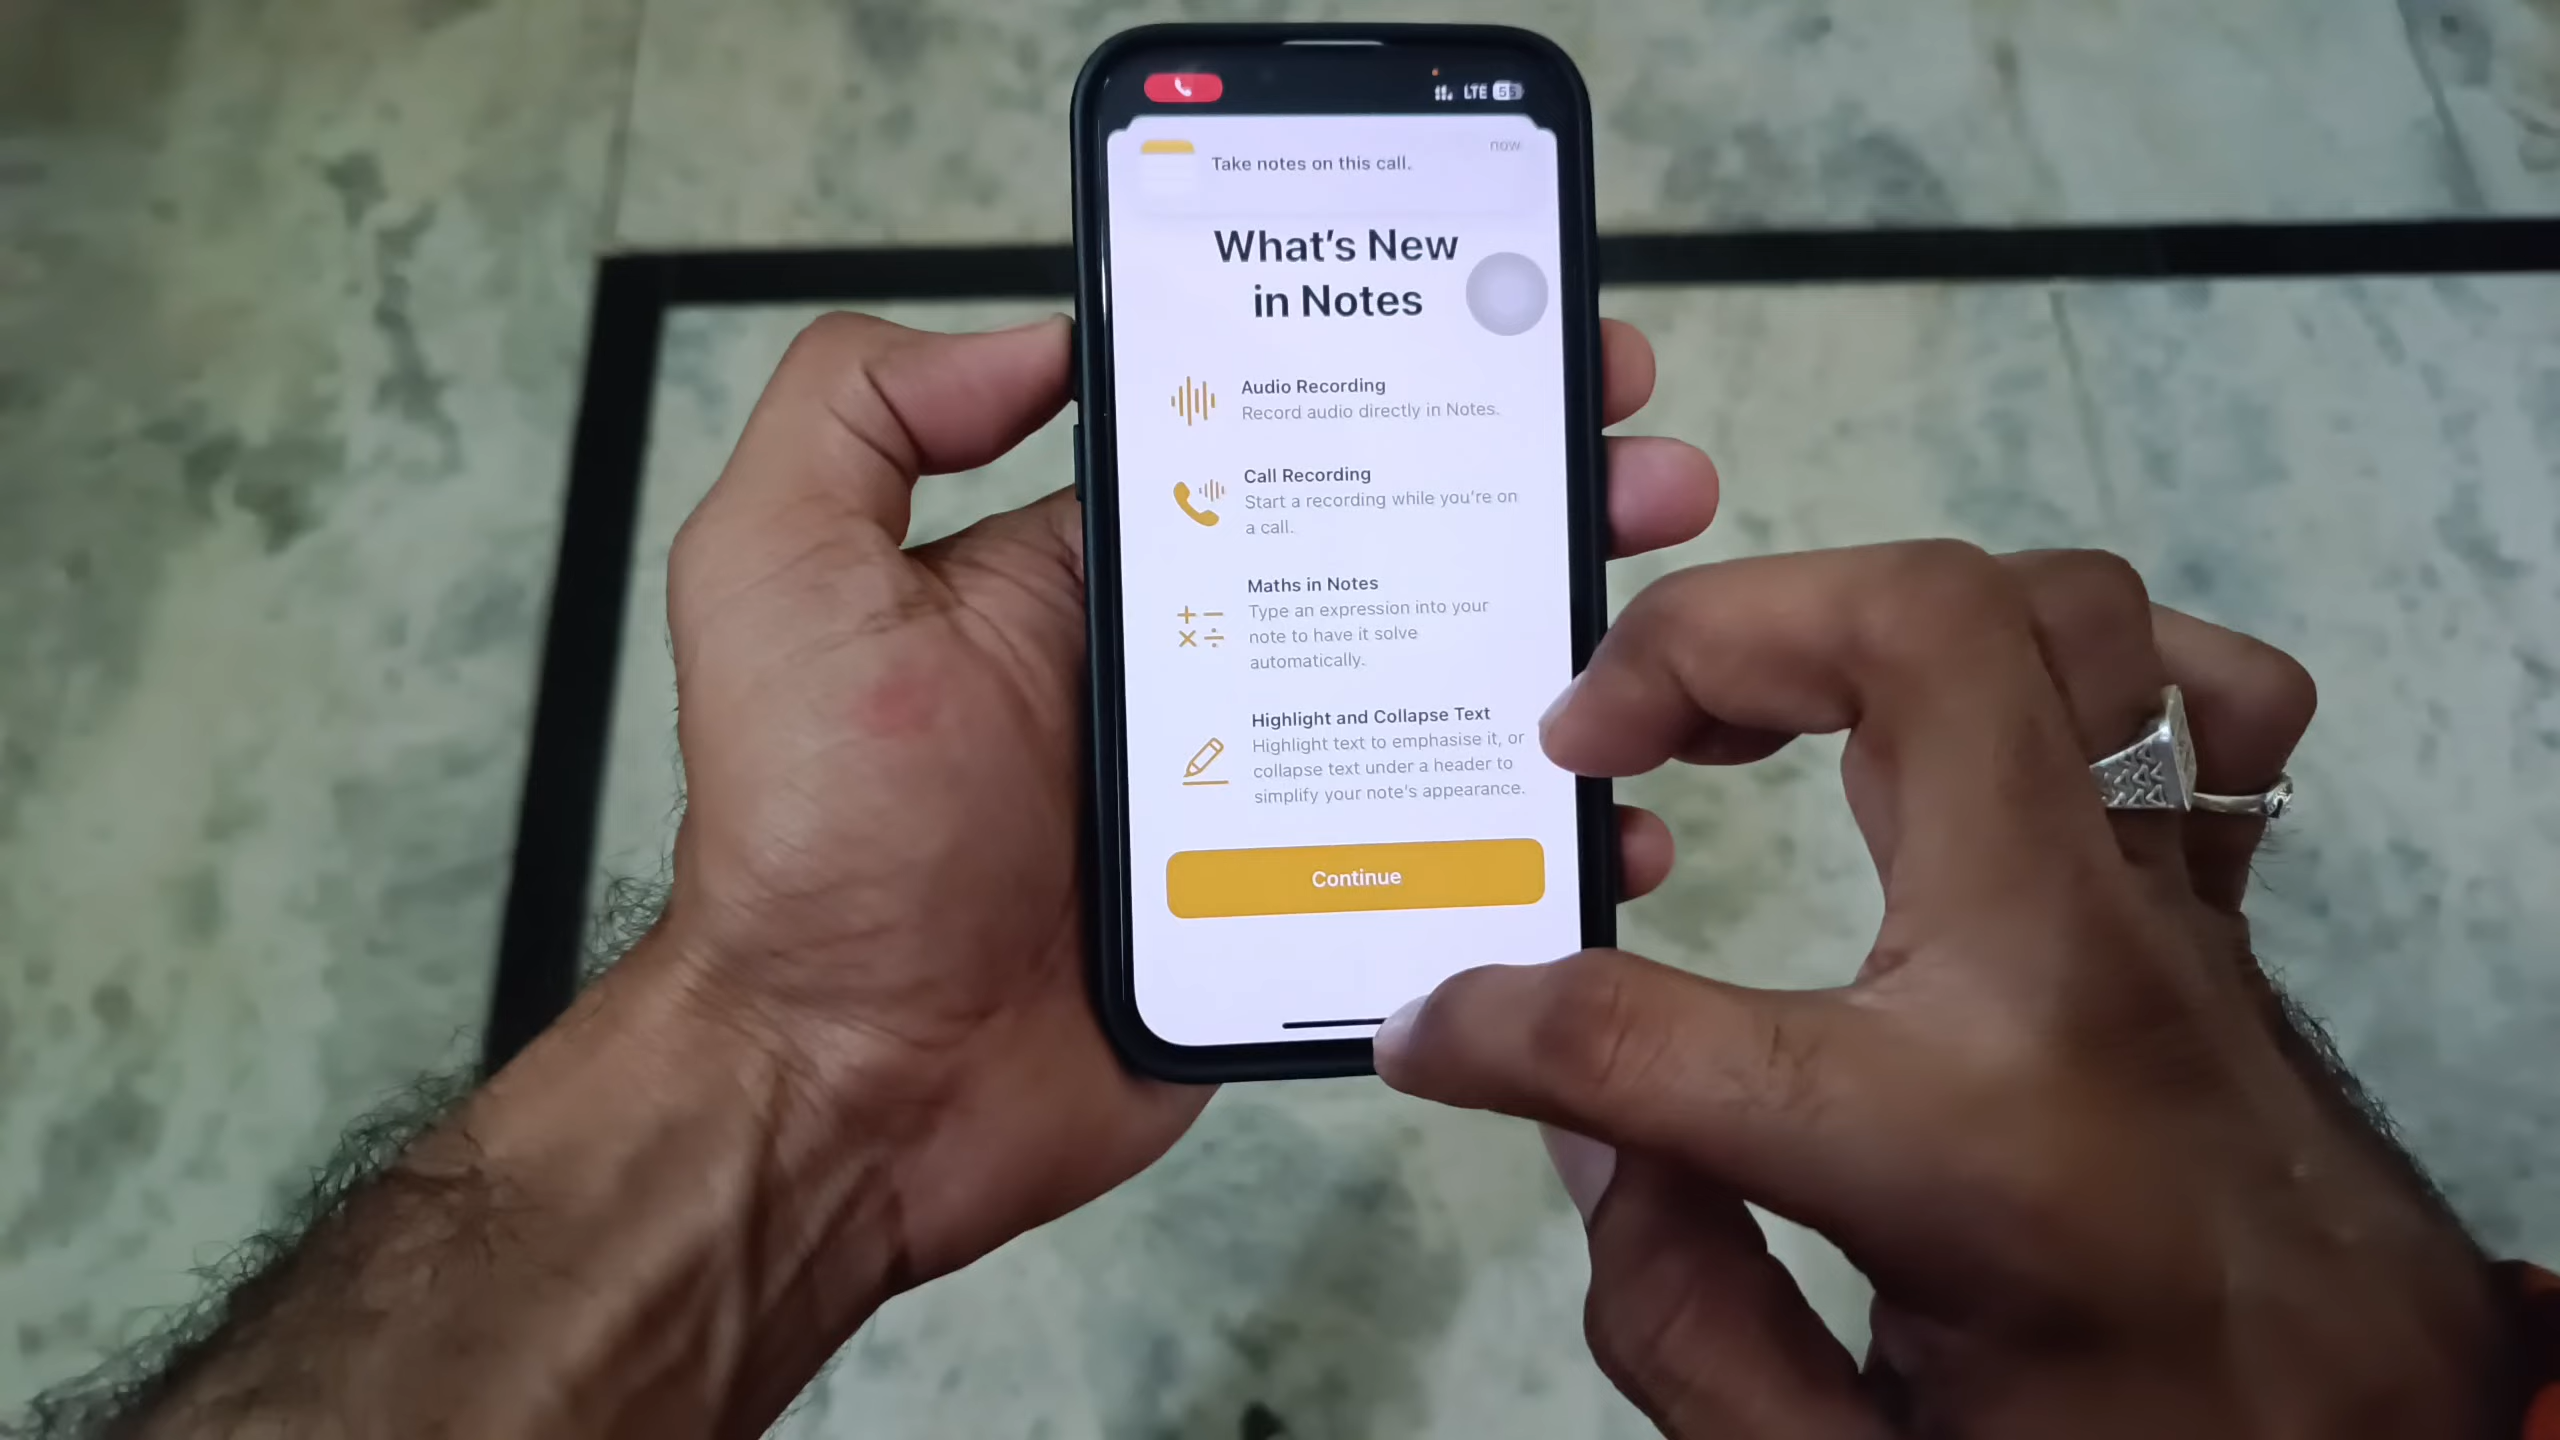 LTE 55
now
Take notes on this call.
What's New
in Notes
Audio Recording
Record audio directly in Notes.
Call Recording
Start a recording while you're on
a call.
Maths in Notes
Type an expression into your
note to have it solve
automatically.
Highlight and Collapse Text
Highlight text to emphasise it, or
collapse text under a header to
simplify your note's appearance.
Continue